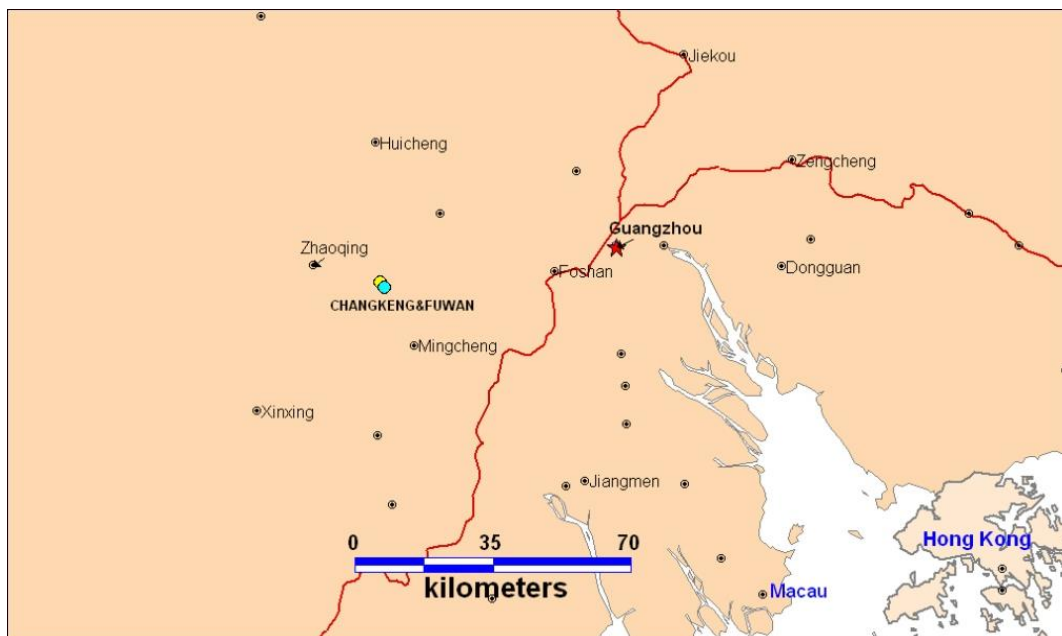 Jiekou
Huicheng
Zengcheng
Guangzhou
Zhaoqing
Foshan
Dongguan
CHANGKENG&FUWAN
Mingcheng
Xinxing
Jiangmen
0 35 70
kilometers
Hong Kong
Macau